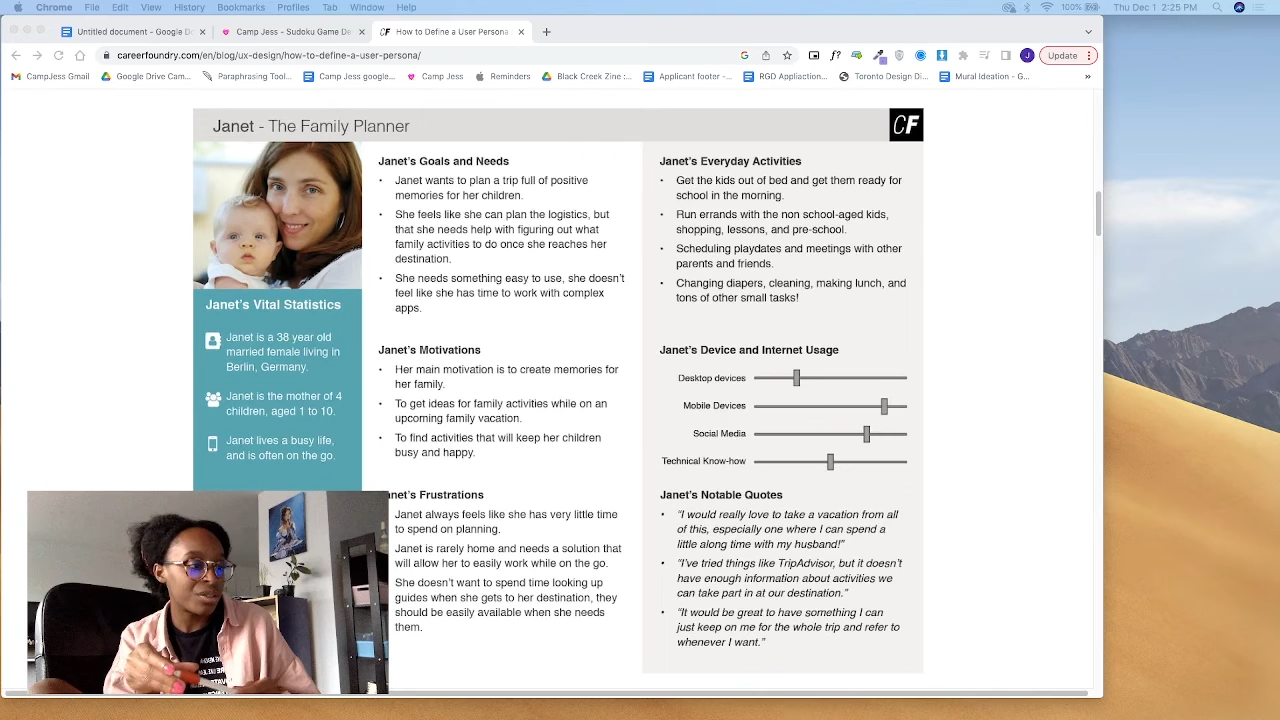 Chrome File Edit View History Bookmarks Profiles Tab Window Help 100% Thu Dec 1 2:25 PM
Untitled document - Google D Camp Jess - Sudoku Game De CF How to Define a User Persona
careerfoundry.com/en/blog/ux-design/how-to-define-a-user-persona/ G f? J Update
CampJess Gmail Google Drive Cam... Paraphrasing Tool... Camp Jess google... Camp Jess Reminders Black Creek Zine :... Applicant footer -... RGD Application... Toronto Design Di... Mural Ideation - G... »
Janet - The Family Planner
CF
Janet's Vital Statistics
Janet is a 38 year old
married female living in
Berlin, Germany.
Janet is the mother of 4
children, aged 1 to 10.
Janet lives a busy life,
and is often on the go.
Janet's Goals and Needs
• Janet wants to plan a trip full of positive
memories for her children.
• She feels like she can plan the logistics, but
that she needs help with figuring out what
family activities to do once she reaches her
destination.
• She needs something easy to use, she doesn't
feel like she has time to work with complex
apps.
Janet's Motivations
• Her main motivation is to create memories for
her family.
• To get ideas for family activities while on an
upcoming family vacation.
• To find activities that will keep her children
busy and happy.
net's Frustrations
Janet always feels like she has very little time
to spend on planning.
Janet is rarely home and needs a solution that
will allow her to easily work while on the go.
She doesn't want to spend time looking up
guides when she gets to her destination, they
should be easily available when she needs
them.
Janet's Everyday Activities
• Get the kids out of bed and get them ready for
school in the morning.
• Run errands with the non school-aged kids,
shopping, lessons, and pre-school.
• Scheduling playdates and meetings with other
parents and friends.
• Changing diapers, cleaning, making lunch, and
tons of other small tasks!
Janet's Device and Internet Usage
Desktop devices
Mobile Devices
Social Media
Technical Know-how
Janet's Notable Quotes
• "I would really love to take a vacation from all
of this, especially one where I can spend a
little along time with my husband!"
• "I've tried things like TripAdvisor, but it doesn't
have enough information about activities we
can take part in at our destination."
• "It would be great to have something I can
just keep on me for the whole trip and refer to
whenever I want."